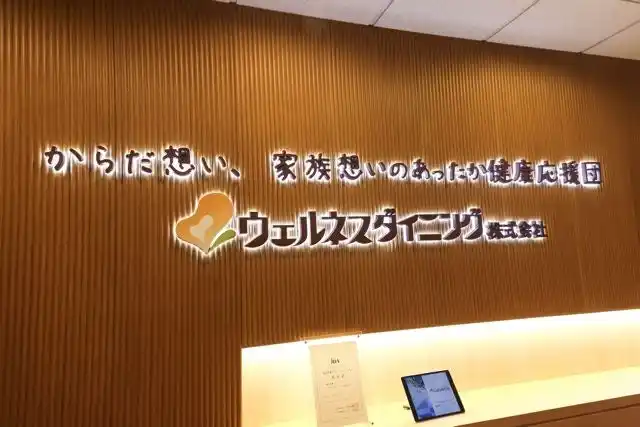 からだ想い、家族想いのあったか健康応援団
ウェルネスダイニング株式会社